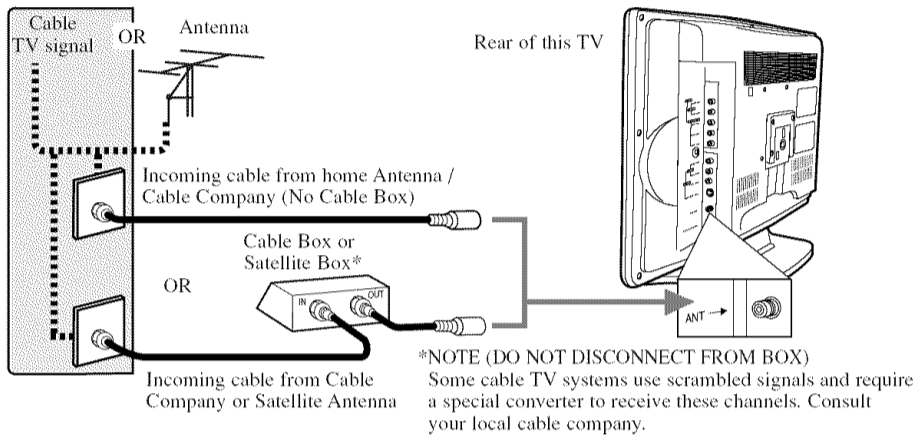 Cable
TV signal
OR
Antenna
Rear of this TV
Incoming cable from home Antenna /
Cable Company (No Cable Box)
Cable Box or
Satellite Box*
OR
IN
OUT
ANT
*NOTE (DO NOT DISCONNECT FROM BOX)
Incoming cable from Cable
Company or Satellite Antenna
Some cable TV systems use scrambled signals and require
a special converter to receive these channels. Consult
your local cable company.